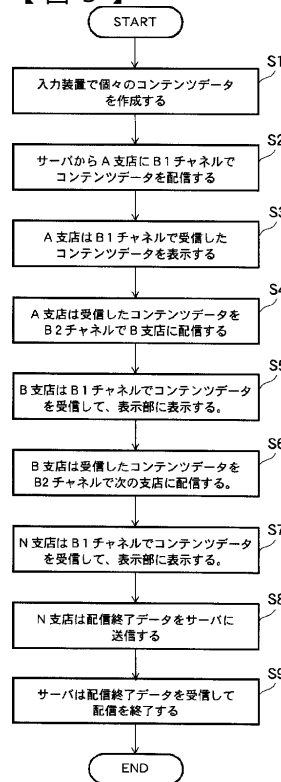 START
S1
入力装置で個々のコンテンツデータ
を作成する
S2
サーバからA支店にB1チャネルで
コンテンツデータを配信する
S3
A支店はB1チャネルで受信した
コンテンツデータを表示する
S4
A支店は受信したコンテンツデータを
B2チャネルでB支店に配信する
S5
B支店はB1チャネルでコンテンツデータ
を受信して、表示部に表示する。
S6
B支店は受信したコンテンツデータを
B2チャネルで次の支店に配信する。
S7
N支店はB1チャネルでコンテンツデータ
を受信して、表示部に表示する。
S8
N支店は配信終了データをサーバに
送信する
S9
サーバは配信終了データを受信して
配信を終了する
END